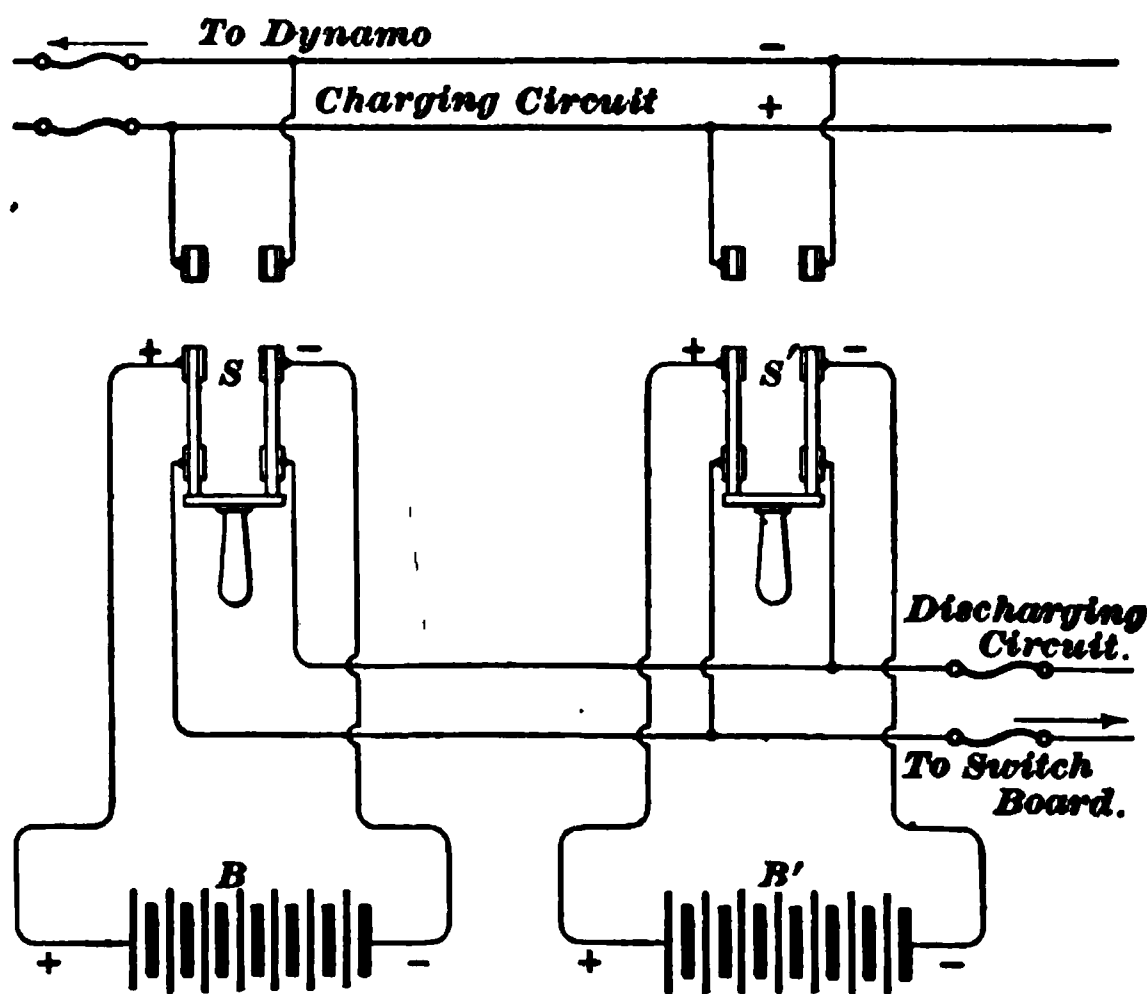 To Dynamo
−
Charging Circuit +
+ S − + S′ −
Discharging
Circuit.
To Switch
Board.
B B′
+ − + −